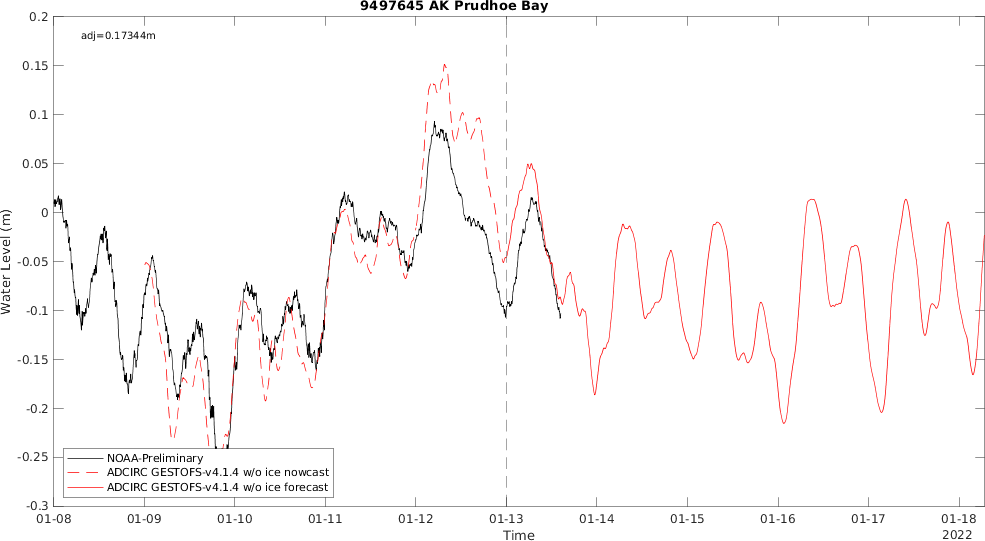 9497645 AK Prudhoe Bay
adj=0.17344m
0.2
0.15
0.1
0.05
0
-0.05
-0.1
-0.15
-0.2
-0.25
-0.3
Water Level (m)
NOAA-Preliminary
ADCIRC GESTOFS-v4.1.4 w/o ice nowcast
ADCIRC GESTOFS-v4.1.4 w/o ice forecast
01-08 01-09 01-10 01-11 01-12 01-13 01-14 01-15 01-16 01-17 01-18
2022
Time